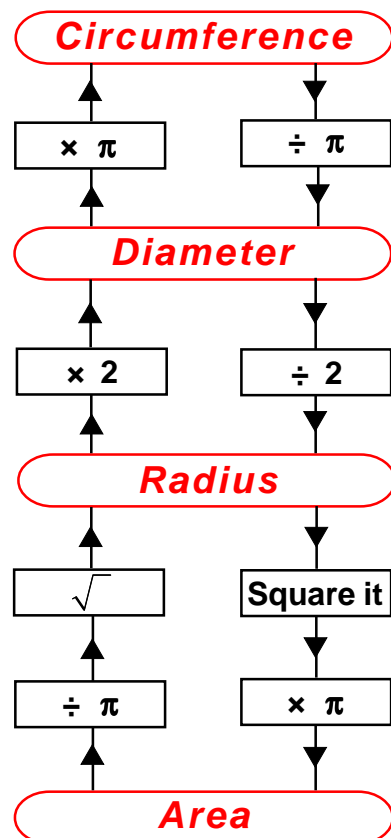 Circumference
× π ÷ π
Diameter
× 2 ÷ 2
Radius
√ Square it
÷ π × π
Area